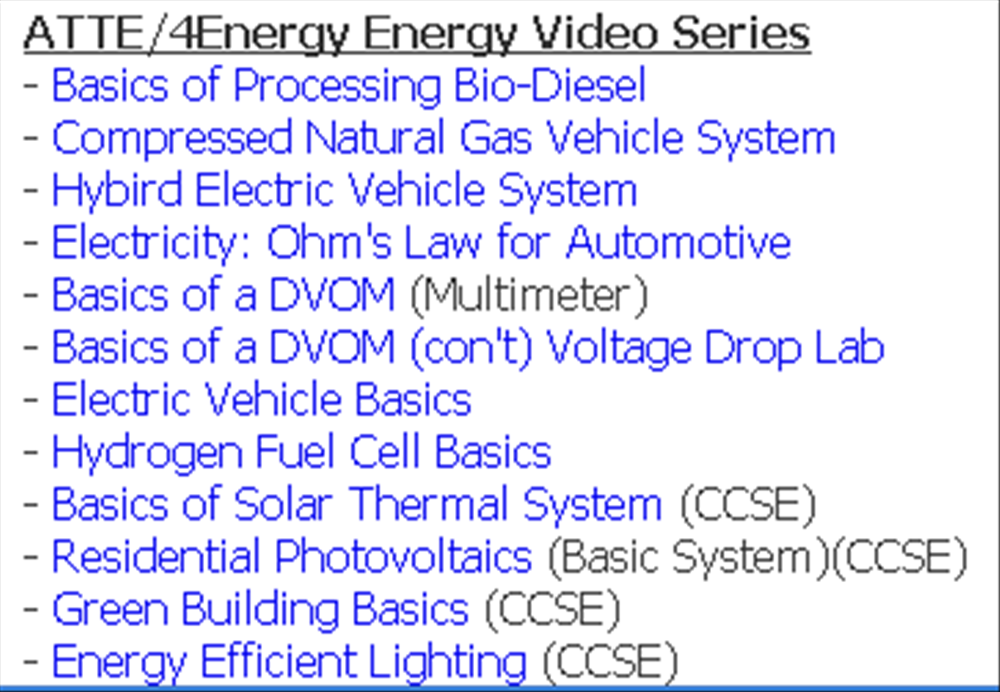 ATTE/4Energy Energy Video Series
- Basics of Processing Bio-Diesel
- Compressed Natural Gas Vehicle System
- Hybird Electric Vehicle System
- Electricity: Ohm's Law for Automotive
- Basics of a DVOM (Multimeter)
- Basics of a DVOM (con't) Voltage Drop Lab
- Electric Vehicle Basics
- Hydrogen Fuel Cell Basics
- Basics of Solar Thermal System (CCSE)
- Residential Photovoltaics (Basic System)(CCSE)
- Green Building Basics (CCSE)
- Energy Efficient Lighting (CCSE)